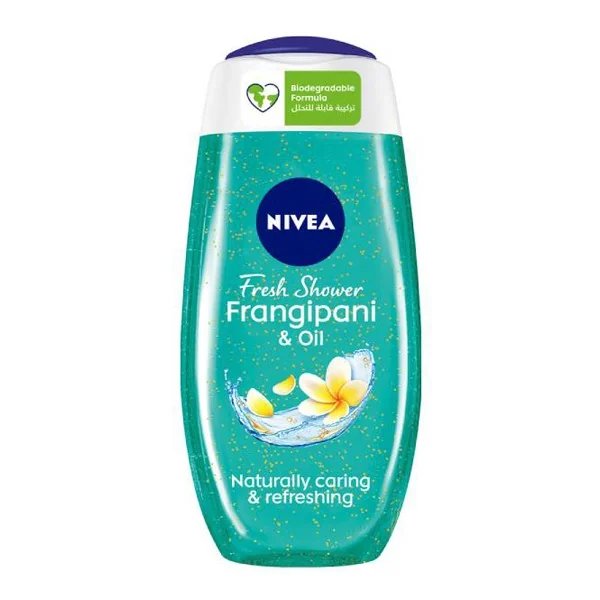 Biodegradable
Formula
تركيبة قابلة للتحلل
NIVEA
Fresh Shower
Frangipani
& Oil
Naturally caring
& refreshing